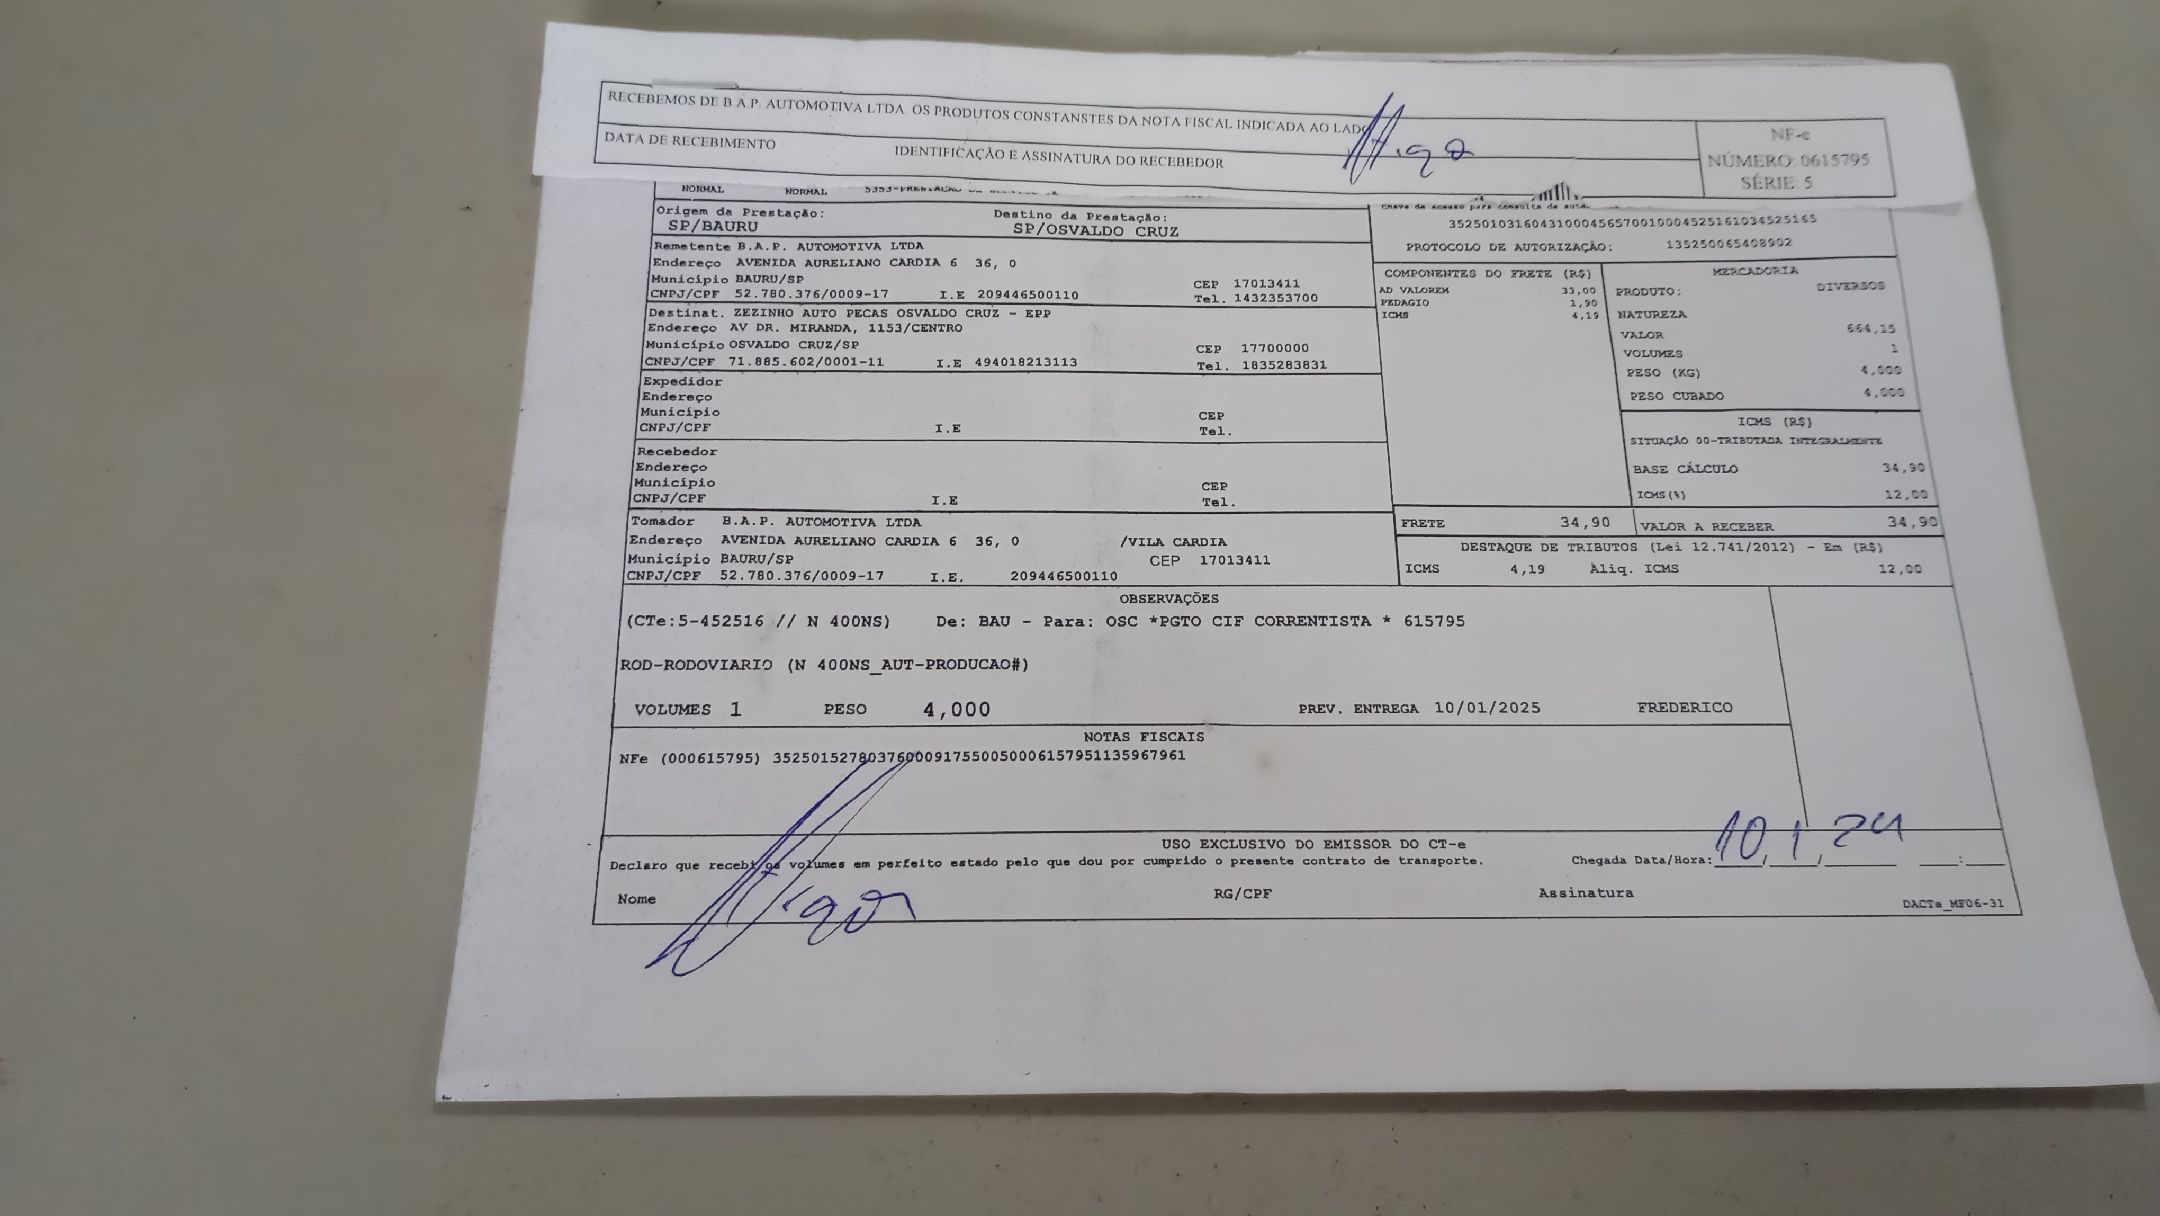 RECEBEMOS DE B A P. AUTOMOTIVA LTDA OS PRODUTOS CONSTANSTES DA NOTA FISCAL INDICADA AO LADO
DATA DE RECEBIMENTO IDENTIFICAÇÃO E ASSINATURA DO RECEBEDOR
NF-e
NÚMERO: 0615795
SÉRIE: 5
NORMAL NORMAL
Origem da Prestação: Destino da Prestação:
SP/BAURU SP/OSVALDO CRUZ
Chave de acesso para consulta de aute.
35250103160431000456570010004525161034525165
PROTOCOLO DE AUTORIZAÇÃO: 135250065408902
Remetente B.A.P. AUTOMOTIVA LTDA
Endereço AVENIDA AURELIANO CARDIA 6 36, 0
Município BAURU/SP CEP 17013411
CNPJ/CPF 52.780.376/0009-17 I.E 209446500110 Tel. 1432353700
Destinat. ZEZINHO AUTO PECAS OSVALDO CRUZ - EPP
Endereço AV DR. MIRANDA, 1153/CENTRO
Município OSVALDO CRUZ/SP CEP 17700000
CNPJ/CPF 71.885.602/0001-11 I.E 494018213113 Tel. 1835283831
Expedidor
Endereço
Município CEP
CNPJ/CPF I.E Tel.
Recebedor
Endereço
Município CEP
CNPJ/CPF I.E Tel.
Tomador B.A.P. AUTOMOTIVA LTDA
Endereço AVENIDA AURELIANO CARDIA 6 36, 0 /VILA CARDIA
Município BAURU/SP CEP 17013411
CNPJ/CPF 52.780.376/0009-17 I.E. 209446500110
COMPONENTES DO FRETE (R$)
AD VALOREM 33,00
PEDAGIO 1,90
ICMS 4,19
MERCADORIA
PRODUTO: DIVERSOS
NATUREZA
VALOR 664,15
VOLUMES 1
PESO (KG) 4,000
PESO CUBADO 4,000
ICMS (R$)
SITUAÇÃO 00-TRIBUTADA INTEGRALMENTE
BASE CÁLCULO 34,90
ICMS(%) 12,00
FRETE 34,90 VALOR A RECEBER 34,90
DESTAQUE DE TRIBUTOS (Lei 12.741/2012) - Em (R$)
ICMS 4,19 Aliq. ICMS 12,00
OBSERVAÇÕES
(CTe:5-452516 // N 400NS) De: BAU - Para: OSC *PGTO CIF CORRENTISTA * 615795
ROD-RODOVIARIO (N 400NS_AUT-PRODUCAO#)
VOLUMES 1 PESO 4,000 PREV. ENTREGA 10/01/2025 FREDERICO
NOTAS FISCAIS
NFe (000615795) 35250152780376000917550050006157951135967961
USO EXCLUSIVO DO EMISSOR DO CT-e
Declaro que recebi os volumes em perfeito estado pelo que dou por cumprido o presente contrato de transporte. Chegada Data/Hora: 10/1/24 __:__
Nome RG/CPF Assinatura
DACTe_MF06-31